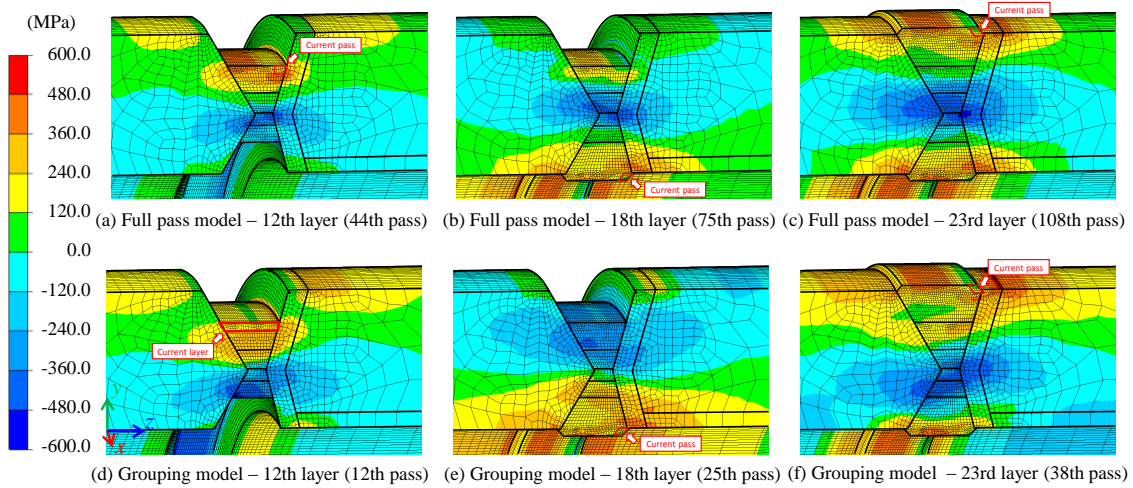 (MPa)
600.0
480.0
360.0
240.0
120.0
0.0
-120.0
-240.0
-360.0
-480.0
-600.0
Current pass
(a) Full pass model – 12th layer (44th pass)
Current pass
(b) Full pass model – 18th layer (75th pass)
Current pass
(c) Full pass model – 23rd layer (108th pass)
Current layer
y
z
x
(d) Grouping model – 12th layer (12th pass)
Current pass
(e) Grouping model – 18th layer (25th pass)
Current pass
(f) Grouping model – 23rd layer (38th pass)